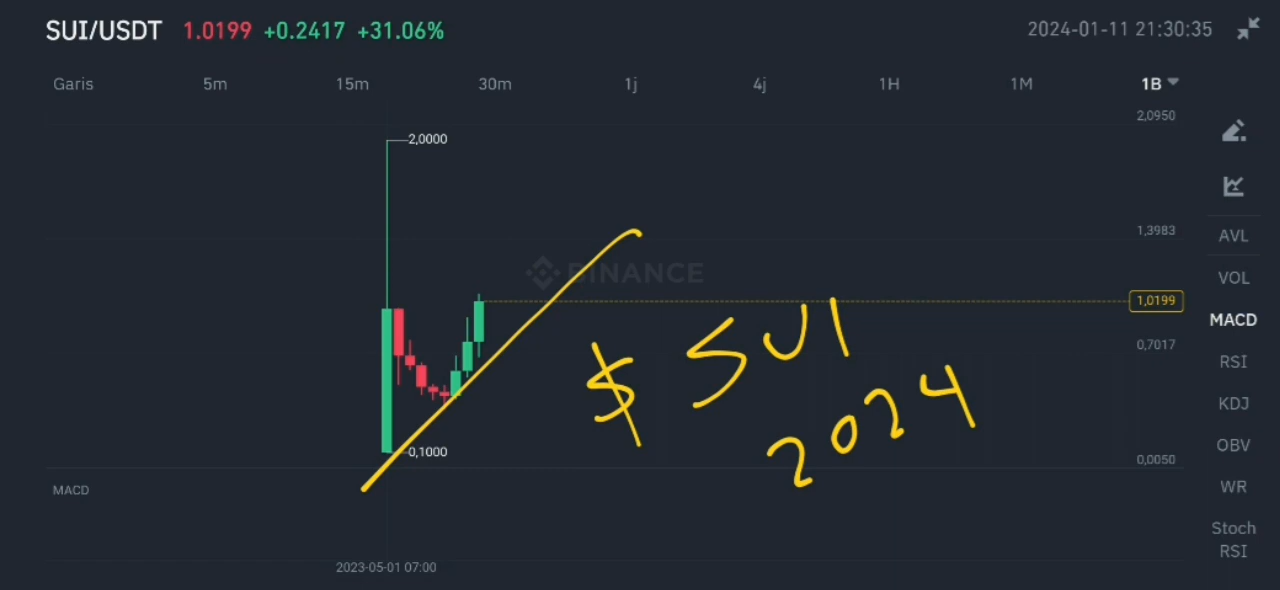 SUI/USDT 1.0199 +0.2417 +31.06% 2024-01-11 21:30:35
Garis 5m 15m 30m 1j 4j 1H 1M 1B
2,0950
2,0000
1,3983
AVL
BINANCE
VOL
1,0199
MACD
$ SUI
0,7017
RSI
2024
KDJ
0,1000
OBV
0,0050
MACD
WR
Stoch
RSI
2023-05-01 07:00